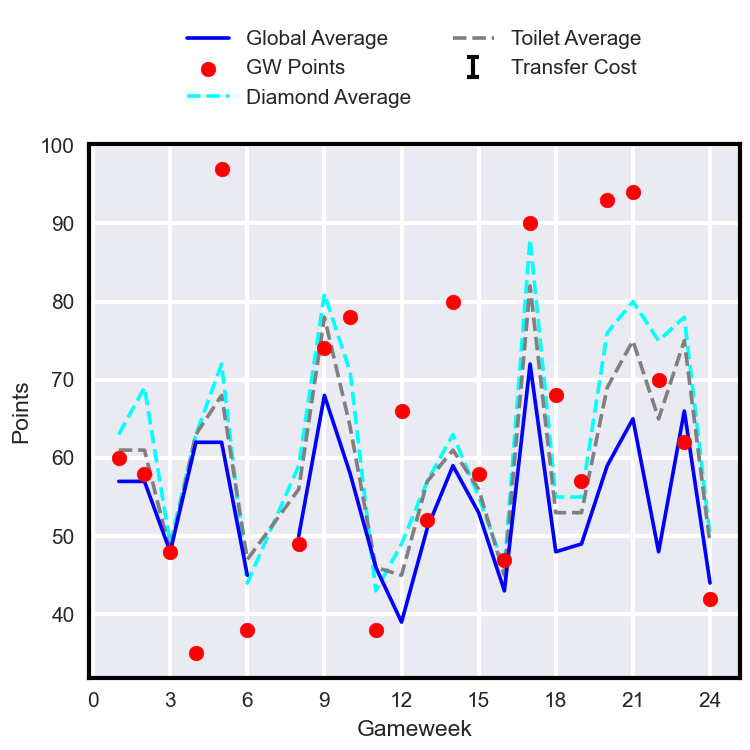 Global Average
GW Points
Diamond Average
Toilet Average
Transfer Cost
100
90
80
70
60
50
40
Points
0 3 6 9 12 15 18 21 24
Gameweek